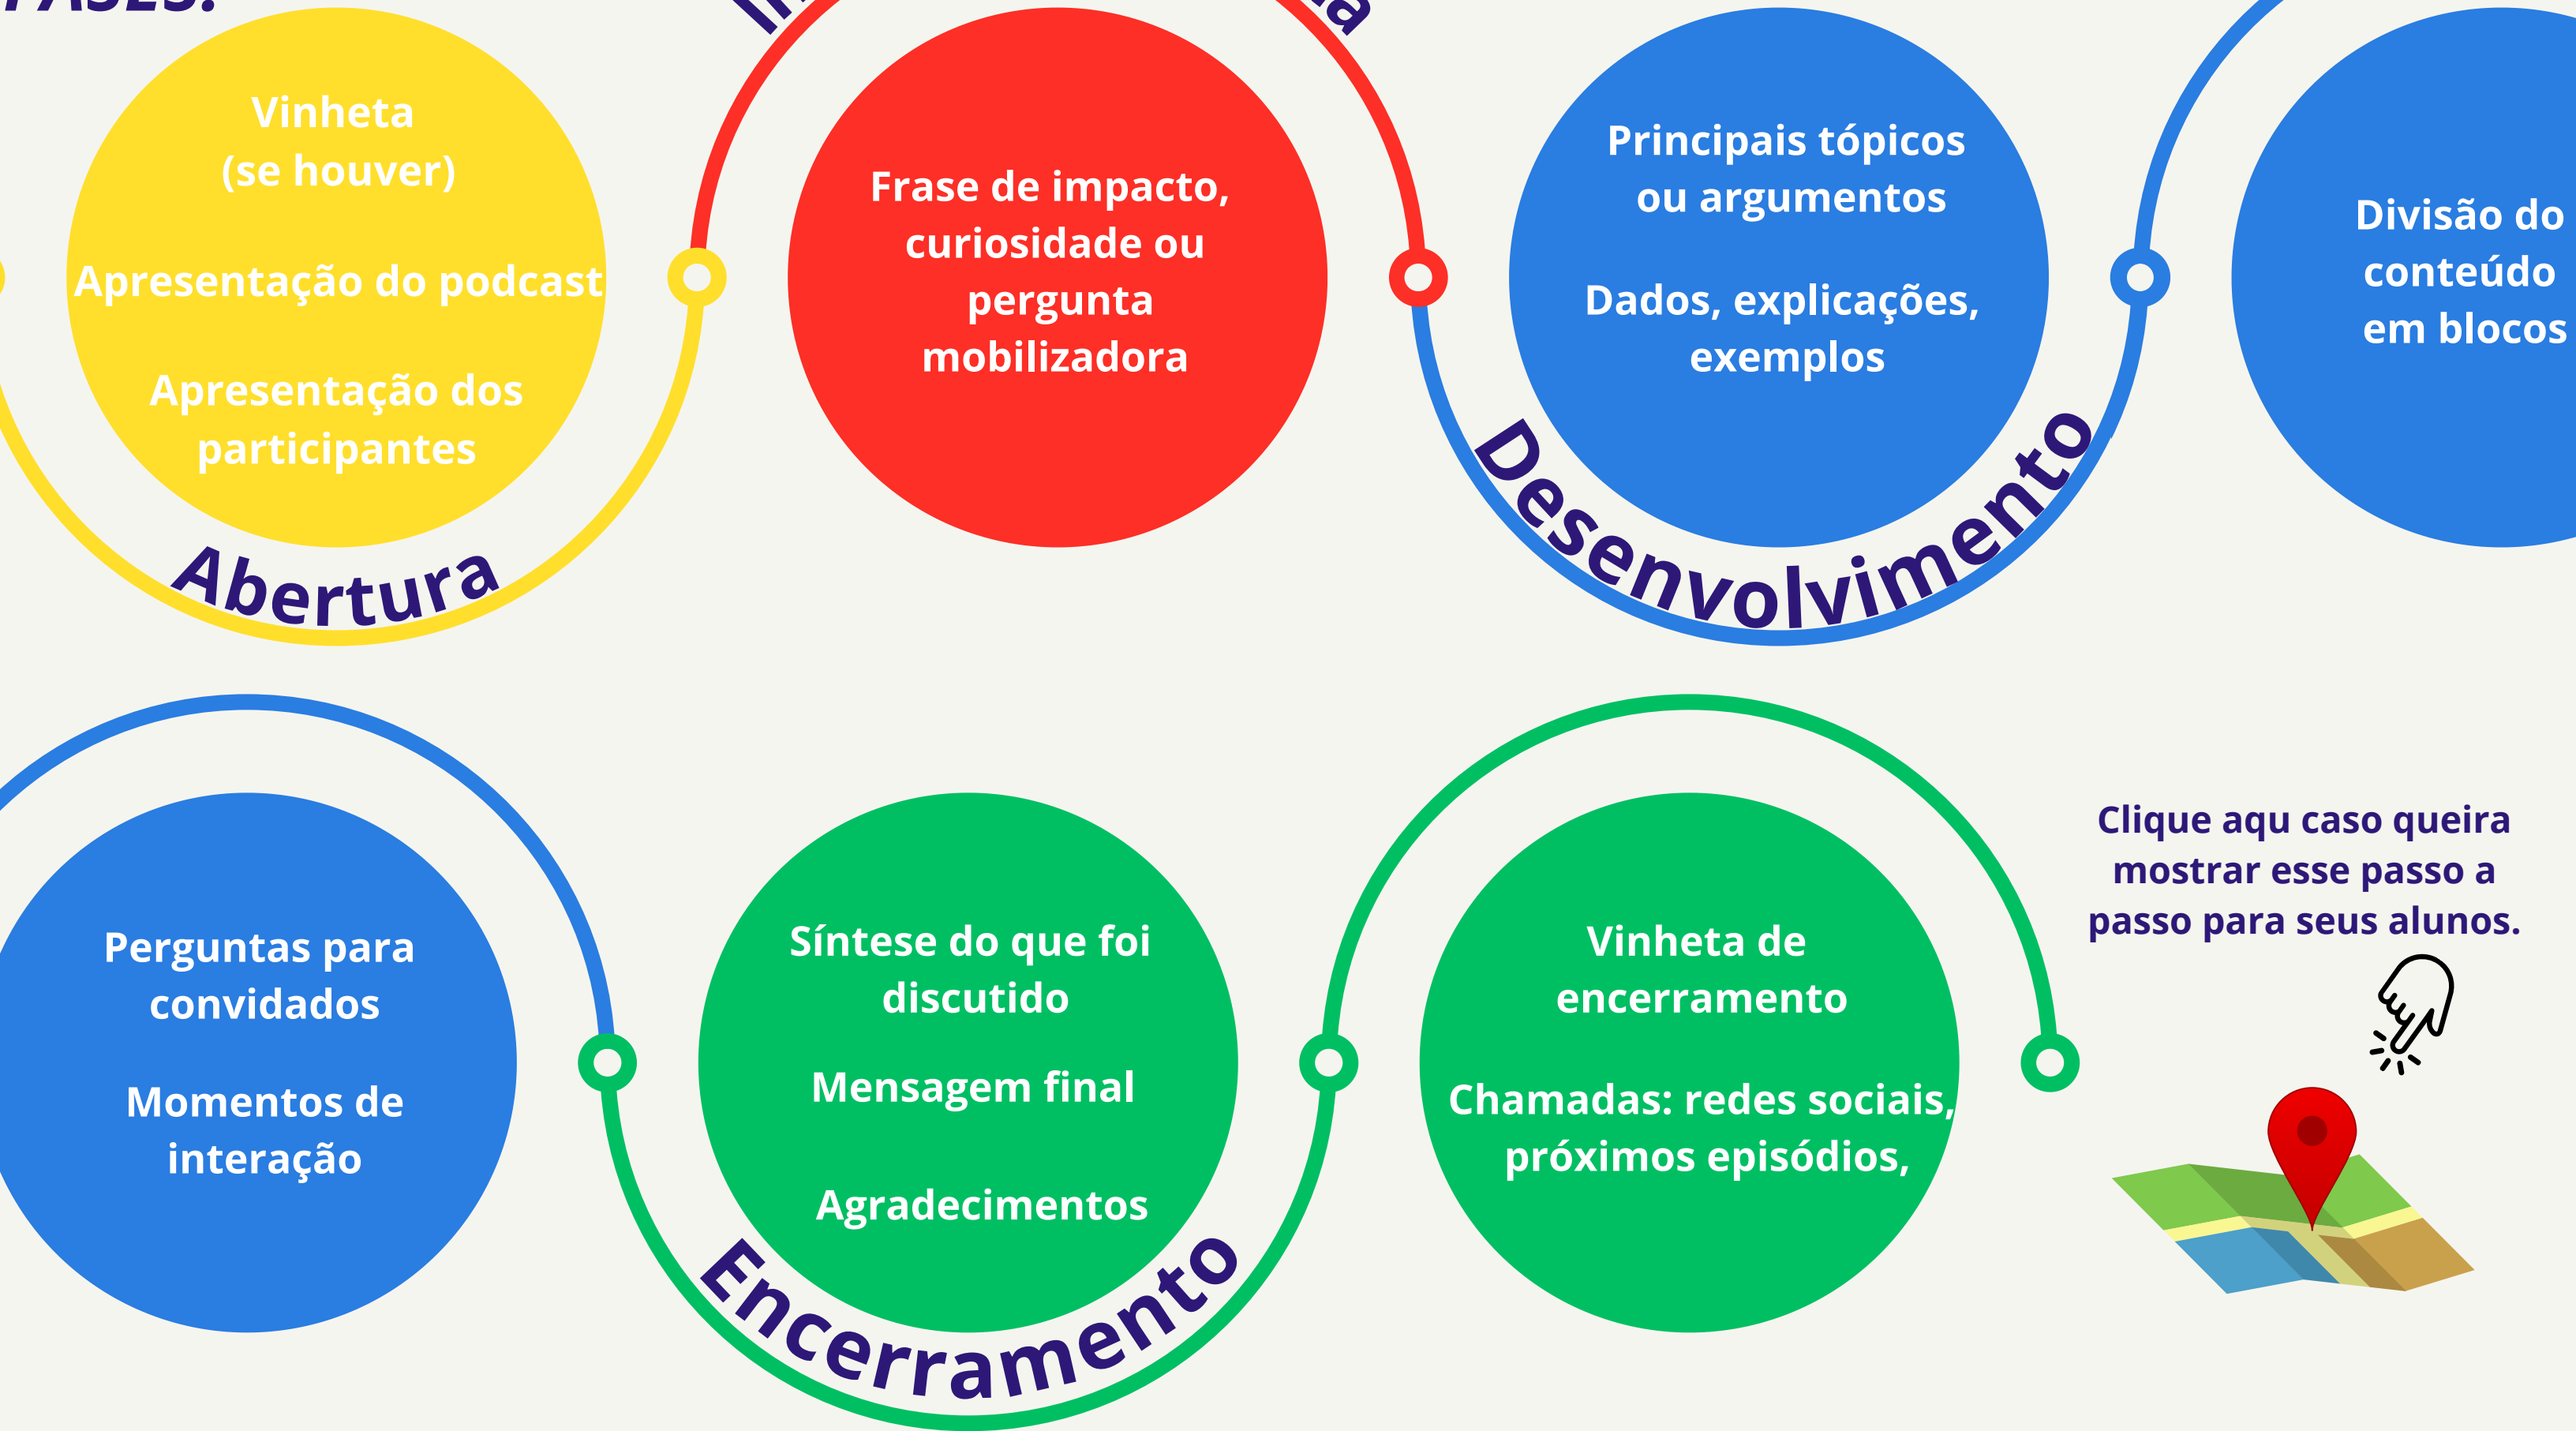 FASES:
Vinheta
(se houver)
Apresentação do podcast
Apresentação dos
participantes
Abertura
Frase de impacto,
curiosidade ou
pergunta
mobilizadora
Principais tópicos
ou argumentos
Dados, explicações,
exemplos
Desenvolvimento
Divisão do
conteúdo
em blocos
Perguntas para
convidados
Momentos de
interação
Síntese do que foi
discutido
Mensagem final
Agradecimentos
Encerramento
Vinheta de
encerramento
Chamadas: redes sociais,
próximos episódios,
Clique aqu caso queira
mostrar esse passo a
passo para seus alunos.